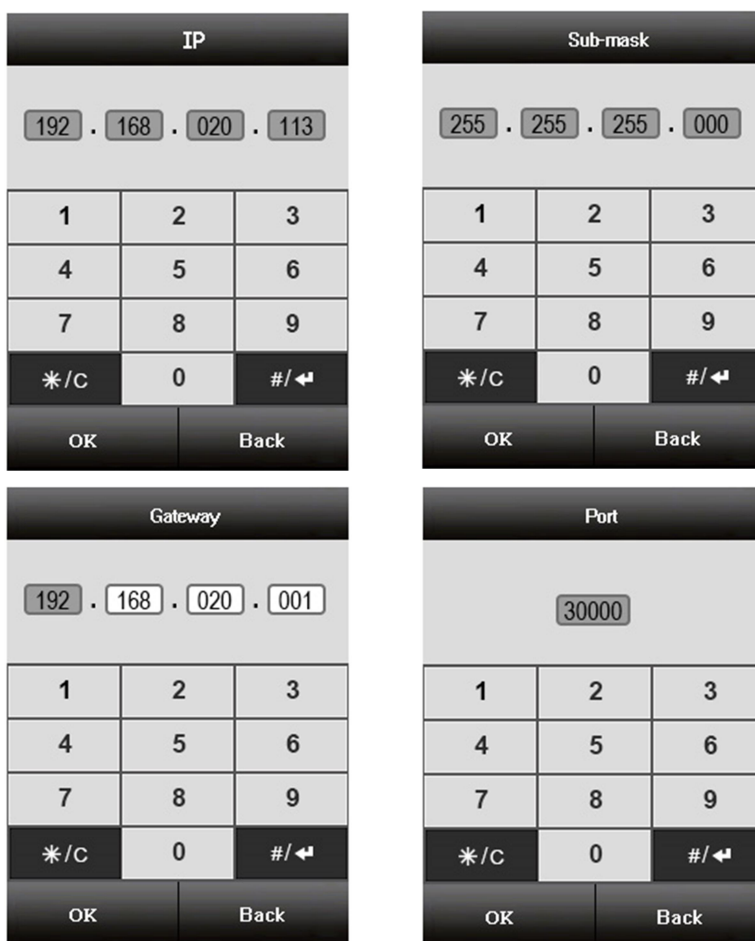 IP
192 . 168 . 020 . 113
1 2 3
4 5 6
7 8 9
*/C 0 #/↵
OK Back
Sub-mask
255 . 255 . 255 . 000
1 2 3
4 5 6
7 8 9
*/C 0 #/↵
OK Back
Gateway
192 . 168 . 020 . 001
1 2 3
4 5 6
7 8 9
*/C 0 #/↵
OK Back
Port
30000
1 2 3
4 5 6
7 8 9
*/C 0 #/↵
OK Back